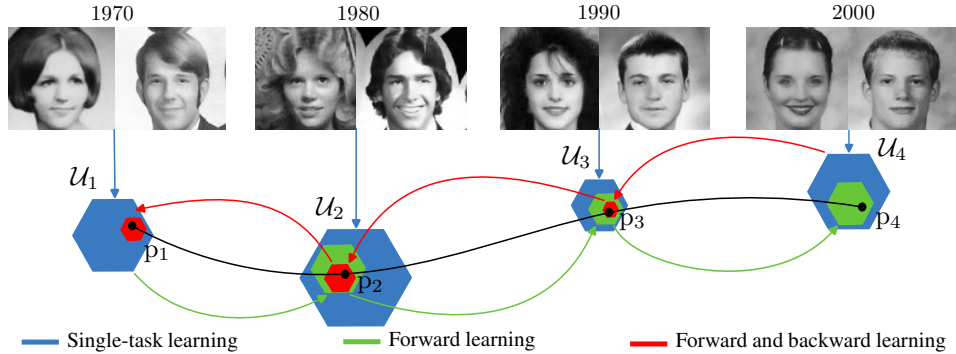 1970 1980 1990 2000
𝒰₁ 𝒰₂ 𝒰₃ 𝒰₄
p₁ p₂ p₃ p₄
Single-task learning Forward learning Forward and backward learning